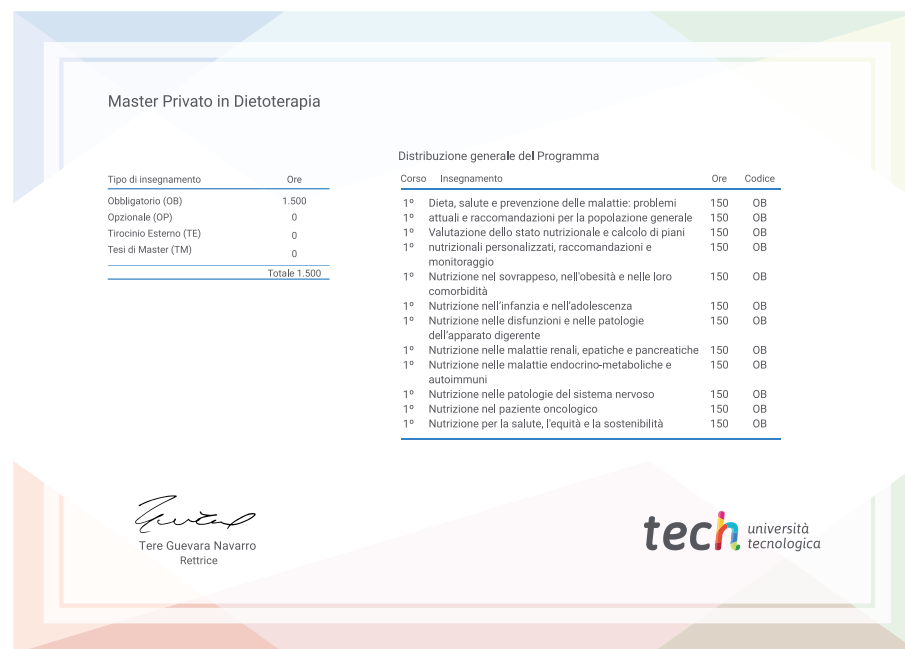 Master Privato in Dietoterapia
Tipo di insegnamento Ore
Obbligatorio (OB) 1.500
Opzionale (OP) 0
Tirocinio Esterno (TE) 0
Tesi di Master (TM) 0
Totale 1.500
Distribuzione generale del Programma
Corso Insegnamento Ore Codice
1º Dieta, salute e prevenzione delle malattie: problemi 150 OB
1º attuali e raccomandazioni per la popolazione generale 150 OB
1º Valutazione dello stato nutrizionale e calcolo di piani 150 OB
1º nutrizionali personalizzati, raccomandazioni e 150 OB
monitoraggio
1º Nutrizione nel sovrappeso, nell'obesità e nelle loro 150 OB
comorbidità
1º Nutrizione nell'infanzia e nell'adolescenza 150 OB
1º Nutrizione nelle disfunzioni e nelle patologie 150 OB
dell'apparato digerente
1º Nutrizione nelle malattie renali, epatiche e pancreatiche 150 OB
1º Nutrizione nelle malattie endocrino-metaboliche e 150 OB
autoimmuni
1º Nutrizione nelle patologie del sistema nervoso 150 OB
1º Nutrizione nel paziente oncologico 150 OB
1º Nutrizione per la salute, l'equità e la sostenibilità 150 OB
Tere Guevara Navarro
Rettrice
tech università
tecnologica